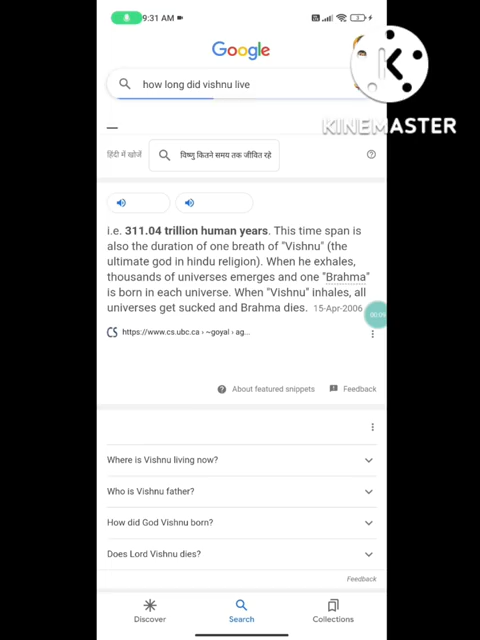 9:31 AM
Google
how long did vishnu live
KINEMASTER
हिंदी में खोजें
विष्णु कितने समय तक जीवित रहे
i.e. 311.04 trillion human years. This time span is
also the duration of one breath of "Vishnu" (the
ultimate god in hindu religion). When he exhales,
thousands of universes emerges and one "Brahma"
is born in each universe. When "Vishnu" inhales, all
universes get sucked and Brahma dies. 15-Apr-2006
00:09
CS https://www.cs.ubc.ca › ~goyal › ag...
About featured snippets
Feedback
Where is Vishnu living now?
Who is Vishnu father?
How did God Vishnu born?
Does Lord Vishnu dies?
Feedback
Discover
Search
Collections